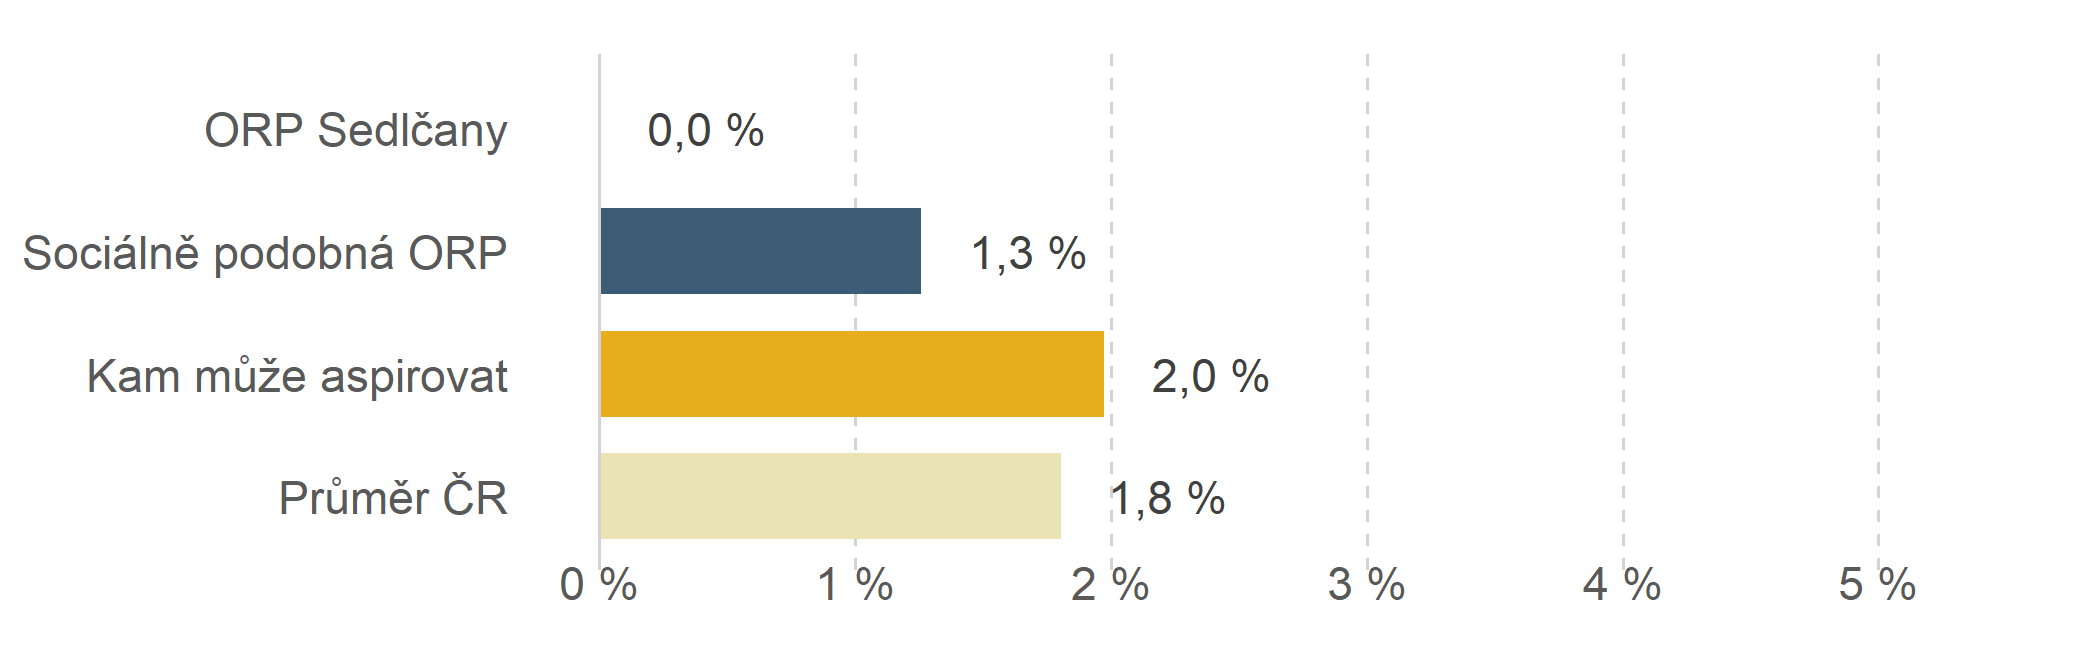 ORP Sedlčany 0,0 %
Sociálně podobná ORP 1,3 %
Kam může aspirovat 2,0 %
Průměr ČR 1,8 %
0 % 1 % 2 % 3 % 4 % 5 %